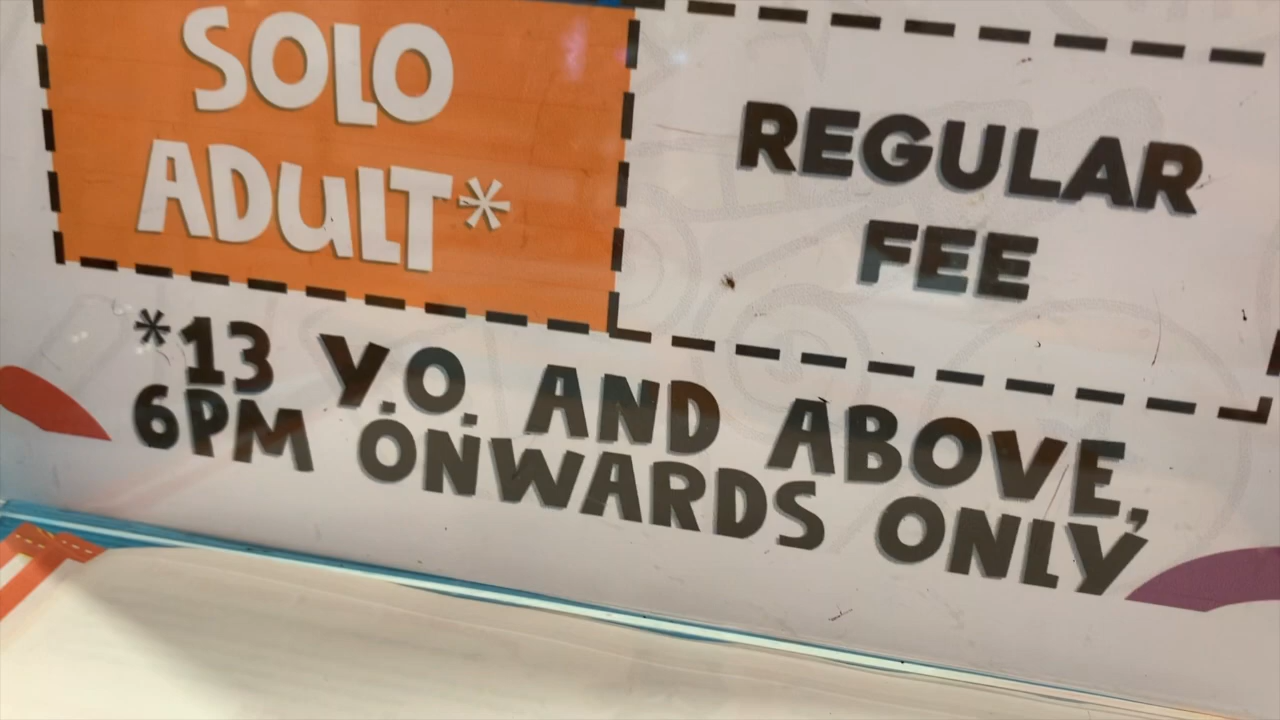 SOLO
ADULT*
REGULAR
FEE
*13 Y.O. AND ABOVE,
6PM ONWARDS ONLY